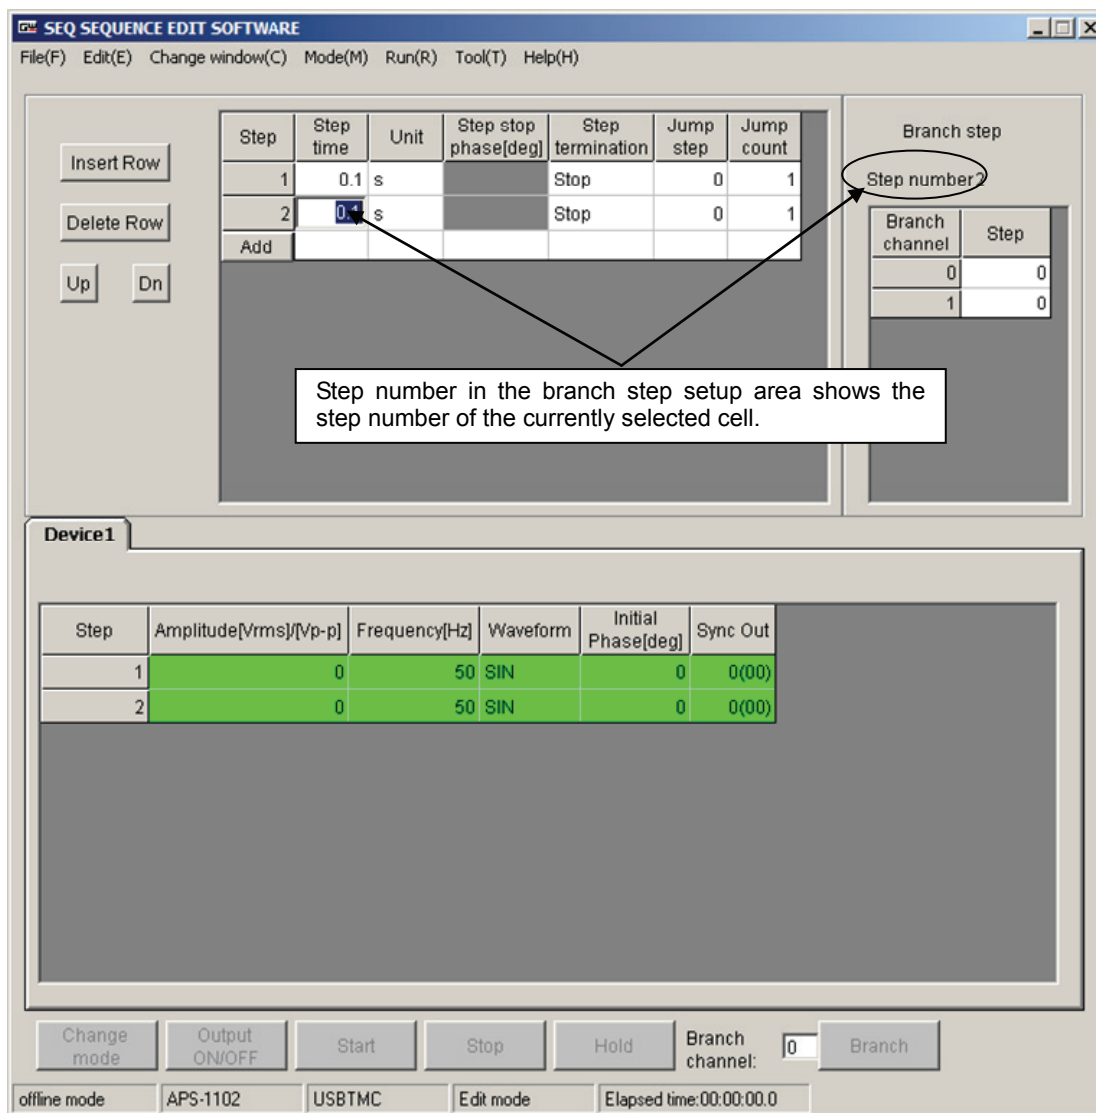 GW SEQ SEQUENCE EDIT SOFTWARE
File(F) Edit(E) Change window(C) Mode(M) Run(R) Tool(T) Help(H)
Insert Row
Delete Row
Up Dn
Step Step time Unit Step stop phase[deg] Step termination Jump step Jump count
1 0.1 s Stop 0 1
2 0.1 s Stop 0 1
Add
Branch step
Step number2
Branch channel Step
0 0
1 0
Step number in the branch step setup area shows the
step number of the currently selected cell.
Device1
Step Amplitude[Vrms]/[Vp-p] Frequency[Hz] Waveform Initial Phase[deg] Sync Out
1 0 50 SIN 0 0(00)
2 0 50 SIN 0 0(00)
Change mode Output ON/OFF Start Stop Hold Branch channel: 0 Branch
offline mode APS-1102 USBTMC Edit mode Elapsed time:00:00:00.0